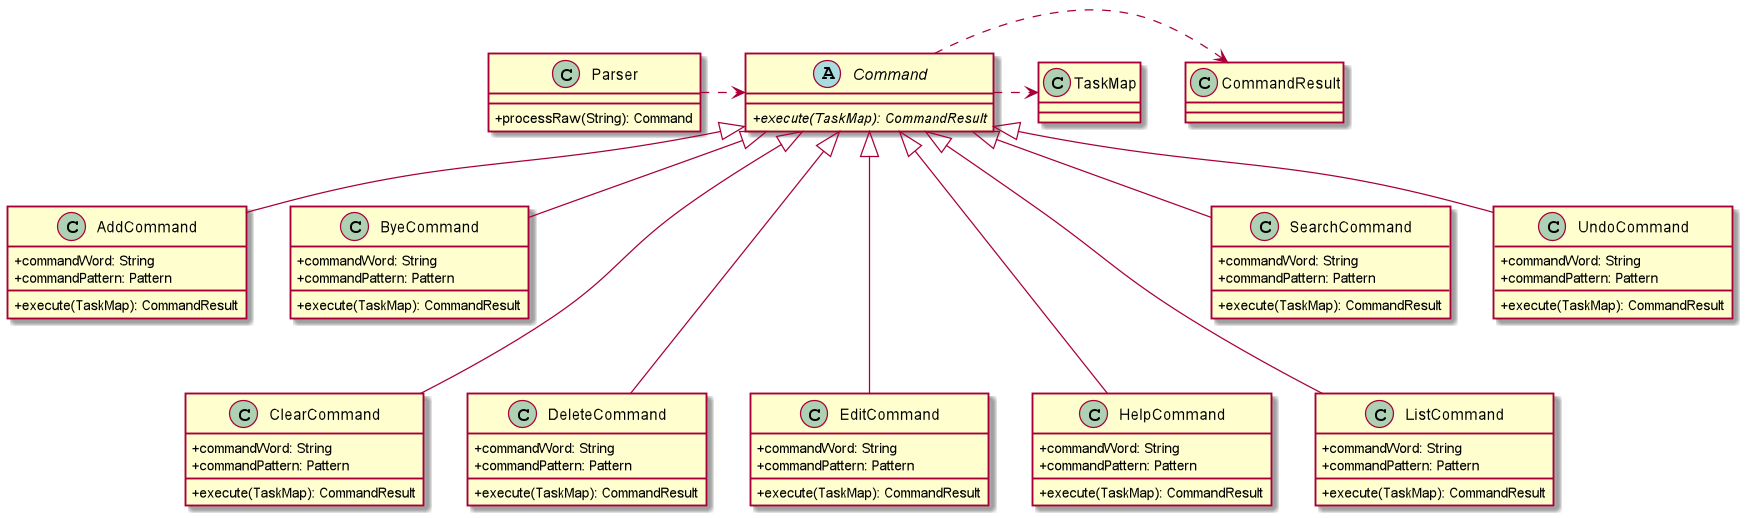 C Parser
+processRaw(String): Command
A Command
+execute(TaskMap): CommandResult
C TaskMap
C CommandResult
C AddCommand
+commandWord: String
+commandPattern: Pattern
+execute(TaskMap): CommandResult
C ByeCommand
+commandWord: String
+commandPattern: Pattern
+execute(TaskMap): CommandResult
C SearchCommand
+commandWord: String
+commandPattern: Pattern
+execute(TaskMap): CommandResult
C UndoCommand
+commandWord: String
+commandPattern: Pattern
+execute(TaskMap): CommandResult
C ClearCommand
+commandWord: String
+commandPattern: Pattern
+execute(TaskMap): CommandResult
C DeleteCommand
+commandWord: String
+commandPattern: Pattern
+execute(TaskMap): CommandResult
C EditCommand
+commandWord: String
+commandPattern: Pattern
+execute(TaskMap): CommandResult
C HelpCommand
+commandWord: String
+commandPattern: Pattern
+execute(TaskMap): CommandResult
C ListCommand
+commandWord: String
+commandPattern: Pattern
+execute(TaskMap): CommandResult